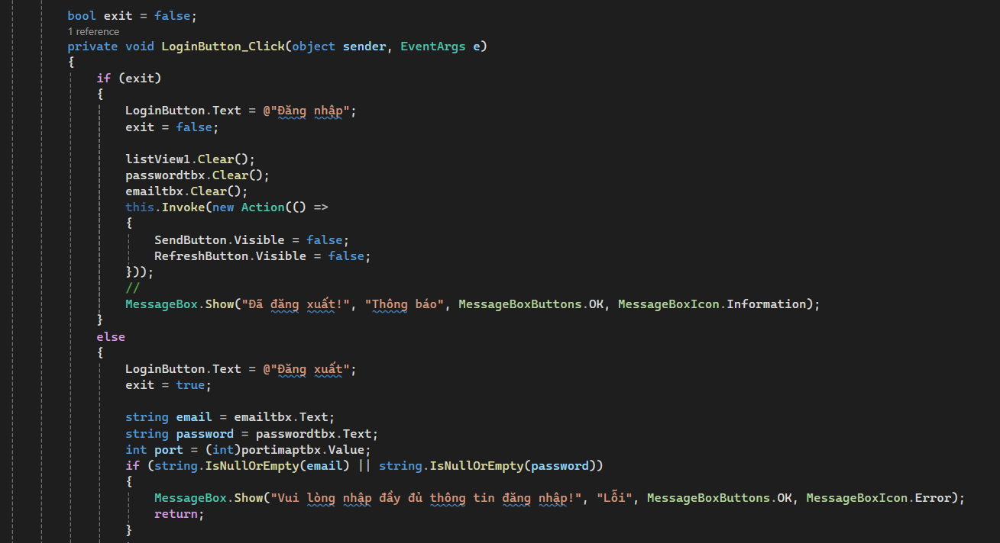 bool exit = false;
1 reference
private void LoginButton_Click(object sender, EventArgs e)
{
if (exit)
{
LoginButton.Text = @"Đăng nhập";
exit = false;
listView1.Clear();
passwordtbx.Clear();
emailtbx.Clear();
this.Invoke(new Action(() =>
{
SendButton.Visible = false;
RefreshButton.Visible = false;
}));
//
MessageBox.Show("Đã đăng xuất!", "Thông báo", MessageBoxButtons.OK, MessageBoxIcon.Information);
}
else
{
LoginButton.Text = @"Đăng xuất";
exit = true;
string email = emailtbx.Text;
string password = passwordtbx.Text;
int port = (int)portimaptbx.Value;
if (string.IsNullOrEmpty(email) || string.IsNullOrEmpty(password))
{
MessageBox.Show("Vui lòng nhập đầy đủ thông tin đăng nhập!", "Lỗi", MessageBoxButtons.OK, MessageBoxIcon.Error);
return;
}